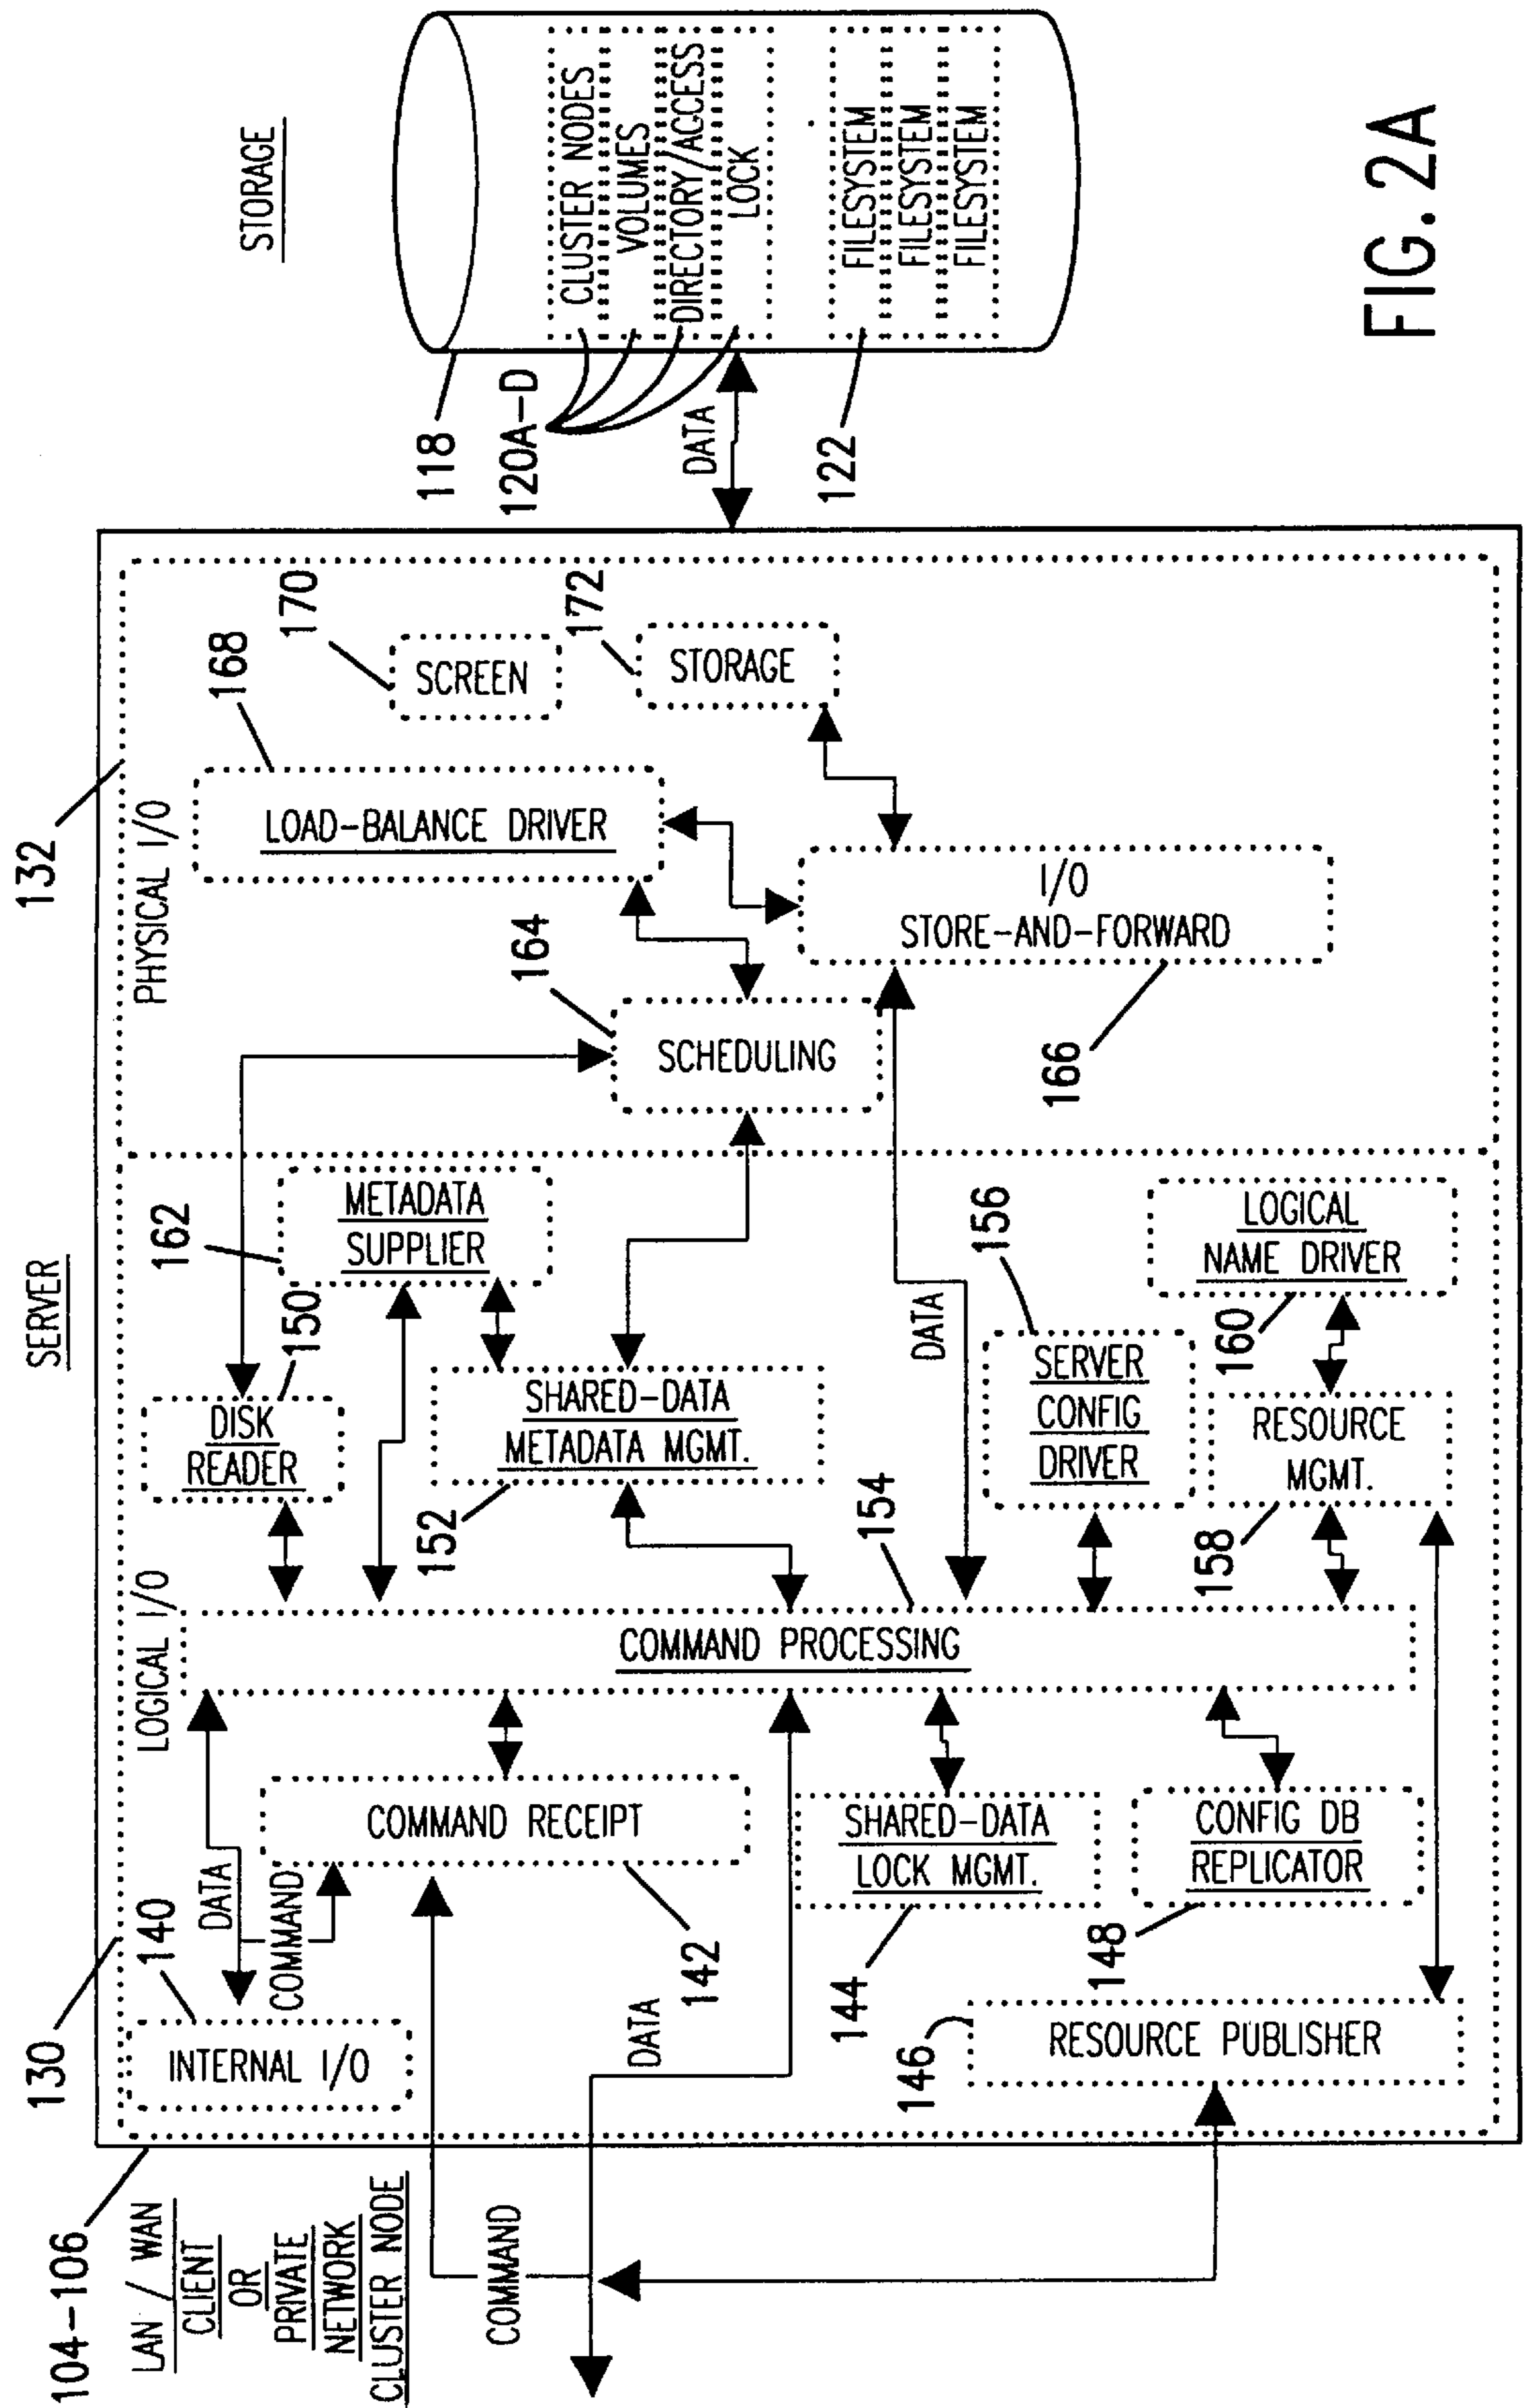 SERVER
STORAGE
132
104-106
LAN / WAN
CLIENT
OR
PRIVATE
NETWORK
CLUSTER NODE
COMMAND
130
LOGICAL I/O
PHYSICAL I/O
140
INTERNAL I/O
DATA
COMMAND
COMMAND RECEIPT
142
DATA
SHARED-DATA
LOCK MGMT.
144
146
RESOURCE PUBLISHER
148
CONFIG DB
REPLICATOR
COMMAND PROCESSING
154
DISK
READER
150
162
METADATA
SUPPLIER
SHARED-DATA
METADATA MGMT.
152
DATA
156
SERVER
CONFIG
DRIVER
RESOURCE
MGMT.
158
LOGICAL
NAME DRIVER
160
164
SCHEDULING
168
LOAD-BALANCE DRIVER
I/O
STORE-AND-FORWARD
166
170
SCREEN
172
STORAGE
DATA
118
120A-D
CLUSTER NODES
VOLUMES
DIRECTORY/ACCESS
LOCK
122
FILESYSTEM
FILESYSTEM
FILESYSTEM
FIG. 2A